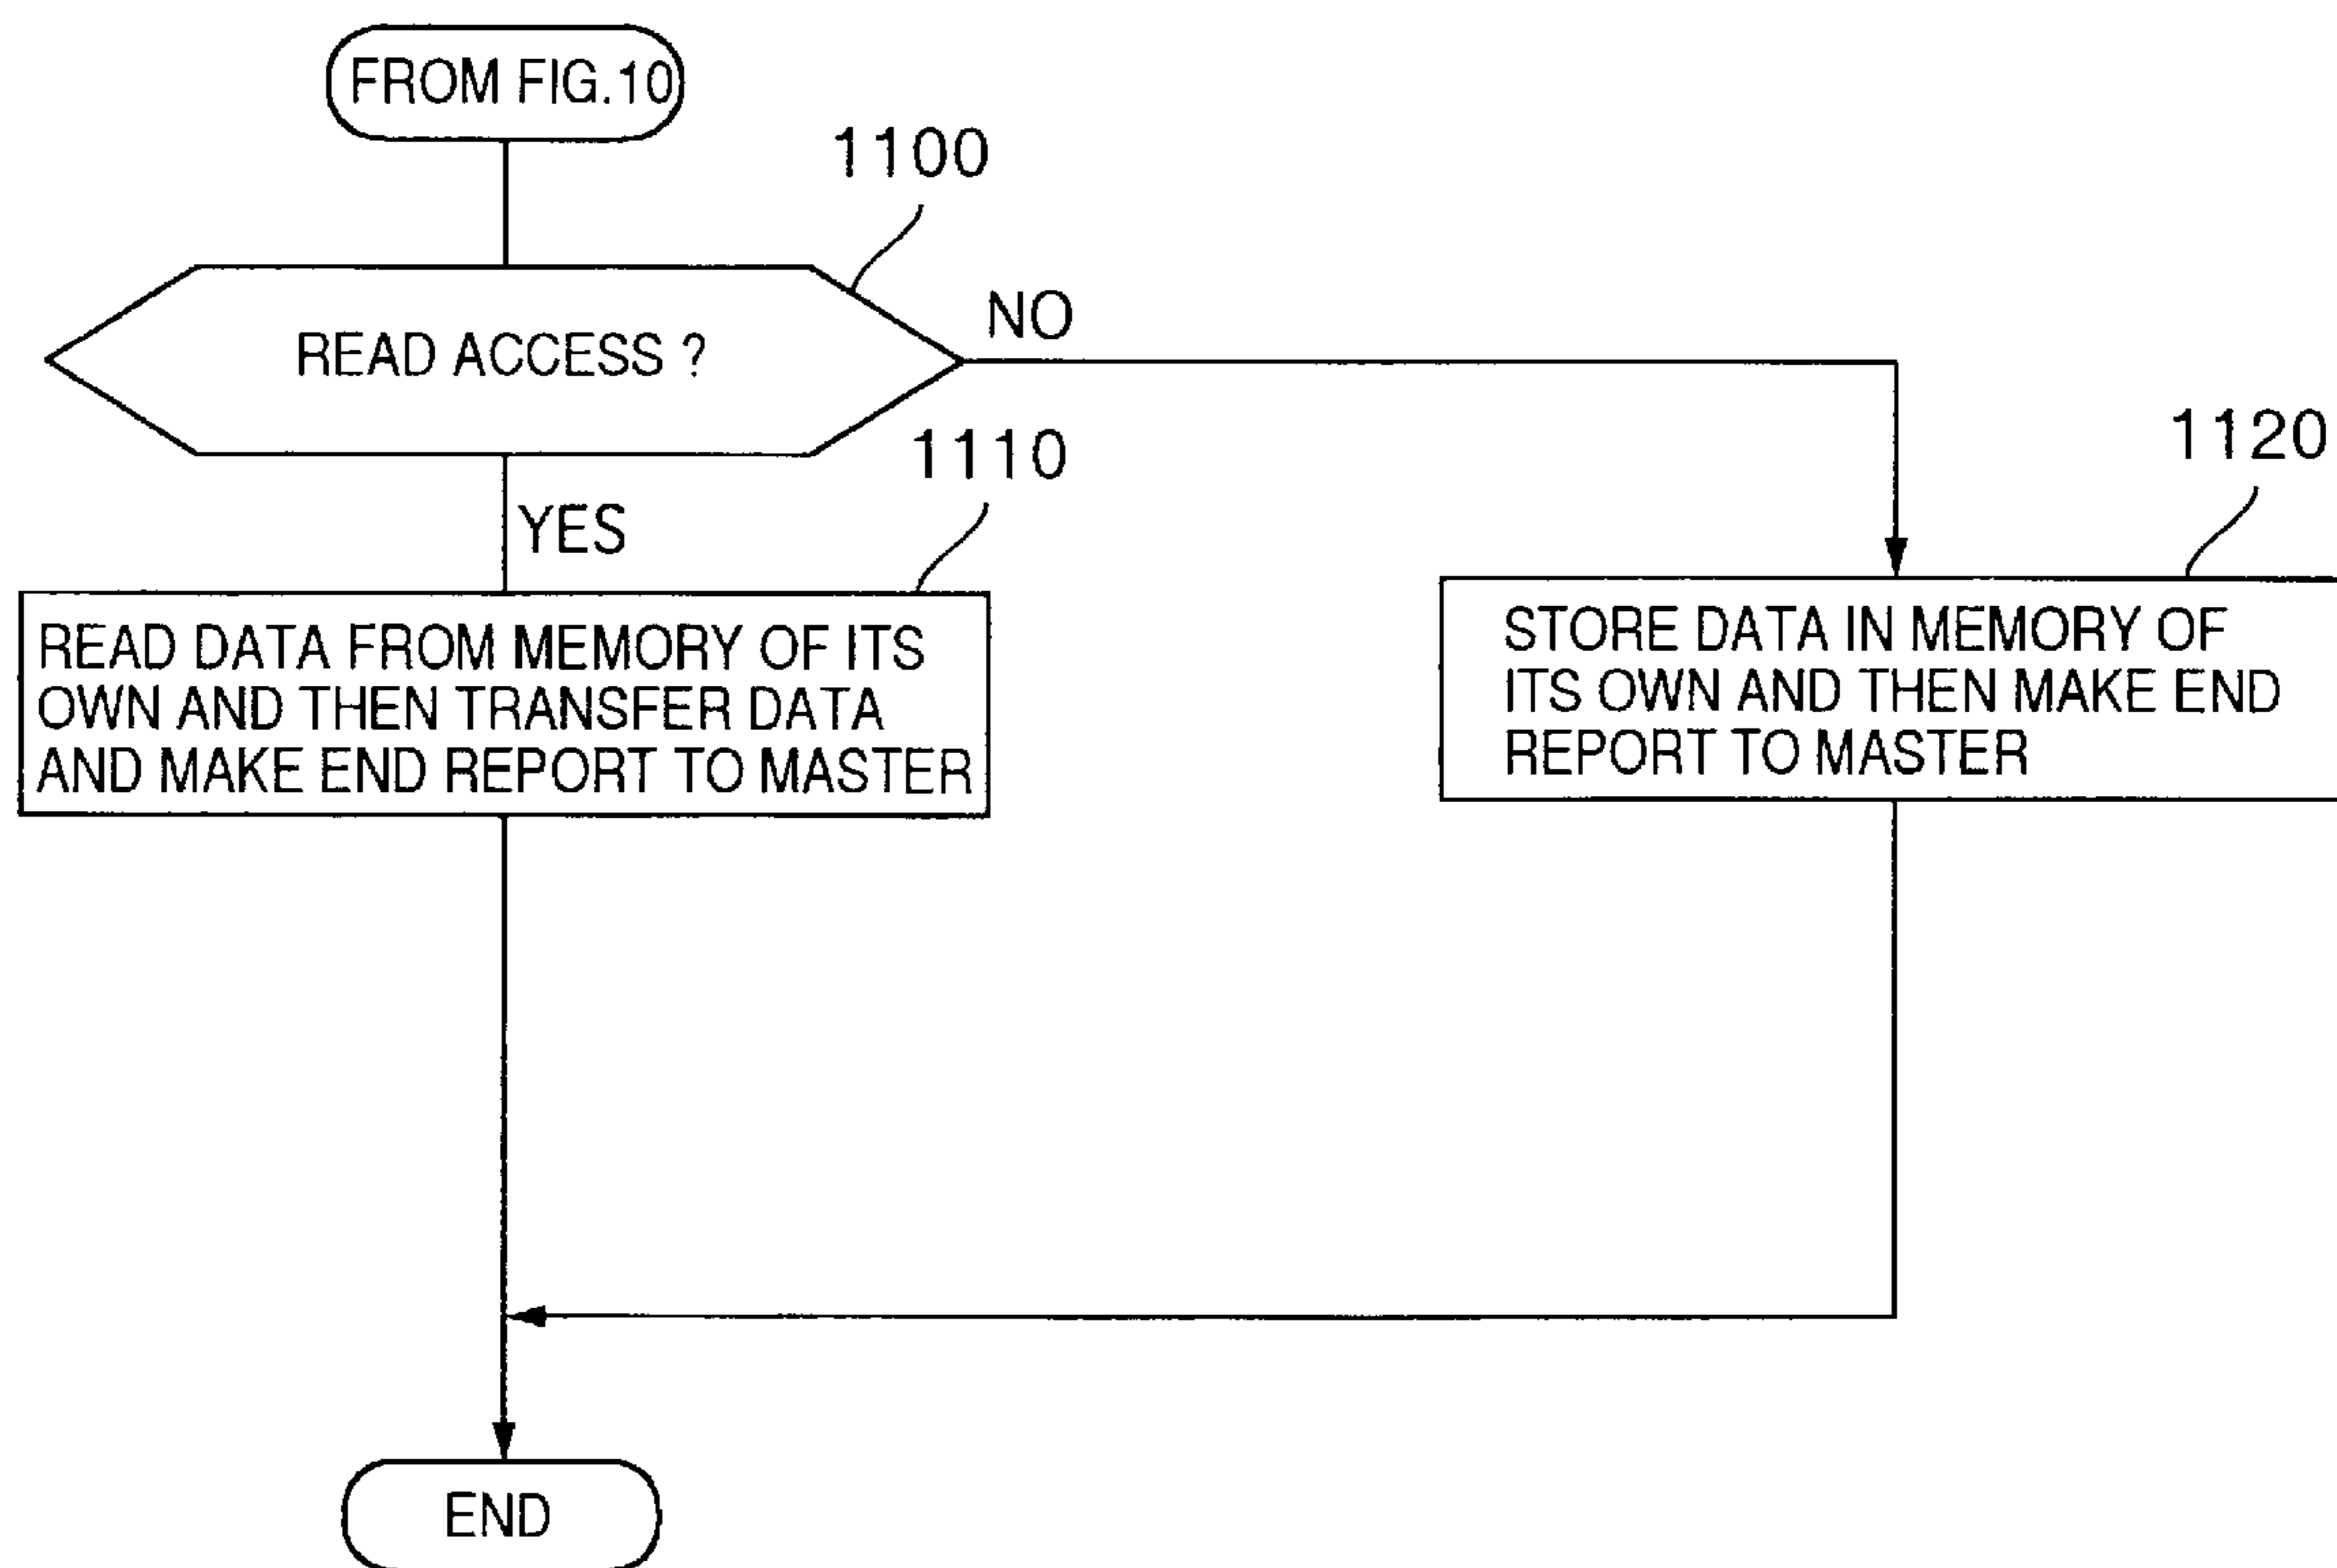 FROM FIG.10
1100
READ ACCESS ?
NO
YES
1110
READ DATA FROM MEMORY OF ITS
OWN AND THEN TRANSFER DATA
AND MAKE END REPORT TO MASTER
1120
STORE DATA IN MEMORY OF
ITS OWN AND THEN MAKE END
REPORT TO MASTER
END